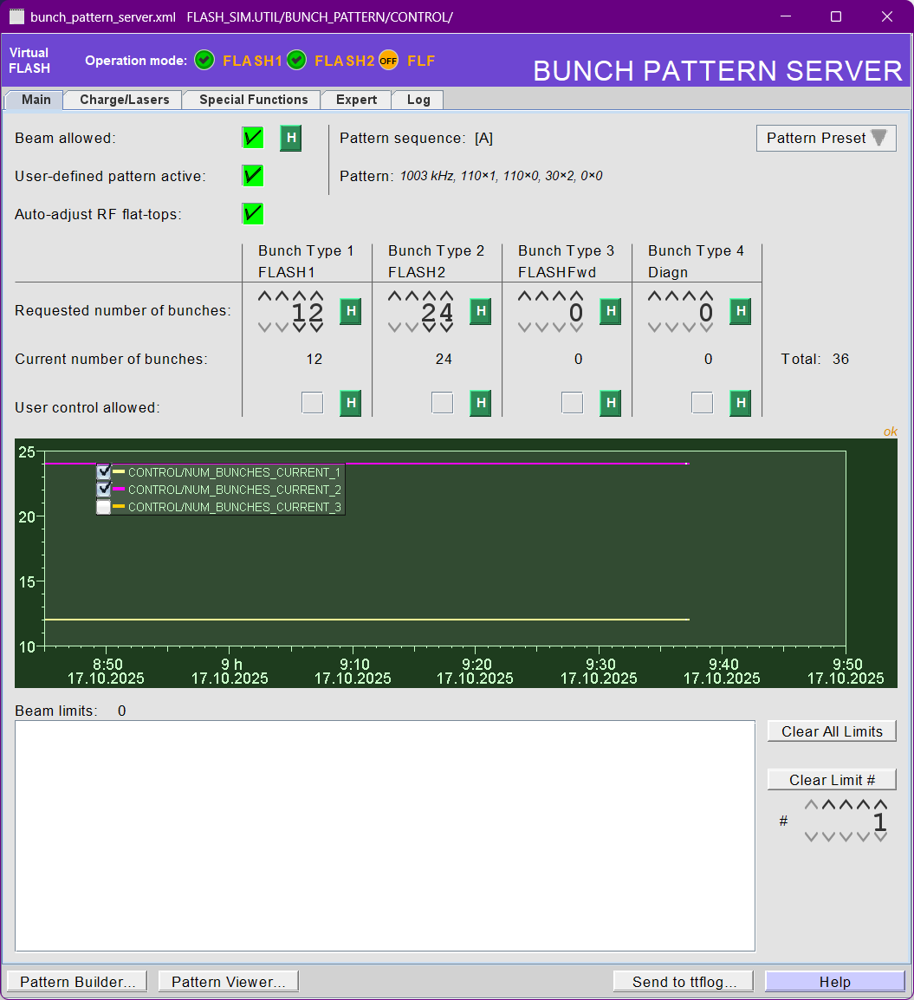 bunch_pattern_server.xml FLASH_SIM.UTIL/BUNCH_PATTERN/CONTROL/
Virtual FLASH
Operation mode: FLASH1 FLASH2 OFF FLF
BUNCH PATTERN SERVER
Main Charge/Lasers Special Functions Expert Log
Beam allowed: H Pattern sequence: [A] Pattern Preset
User-defined pattern active: Pattern: 1003 kHz, 110×1, 110×0, 30×2, 0×0
Auto-adjust RF flat-tops:
Bunch Type 1 Bunch Type 2 Bunch Type 3 Bunch Type 4
FLASH1 FLASH2 FLASHFwd Diagn
Requested number of bunches: 12 H 24 H 0 H 0 H
Current number of bunches: 12 24 0 0 Total: 36
User control allowed: H H H H
ok
25
CONTROL/NUM_BUNCHES_CURRENT_1
CONTROL/NUM_BUNCHES_CURRENT_2
CONTROL/NUM_BUNCHES_CURRENT_3
20
15
10
8:50 9 h 9:10 9:20 9:30 9:40 9:50
17.10.2025 17.10.2025 17.10.2025 17.10.2025 17.10.2025 17.10.2025 17.10.2025
Beam limits: 0
Clear All Limits
Clear Limit #
# 1
Pattern Builder... Pattern Viewer... Send to ttflog... Help